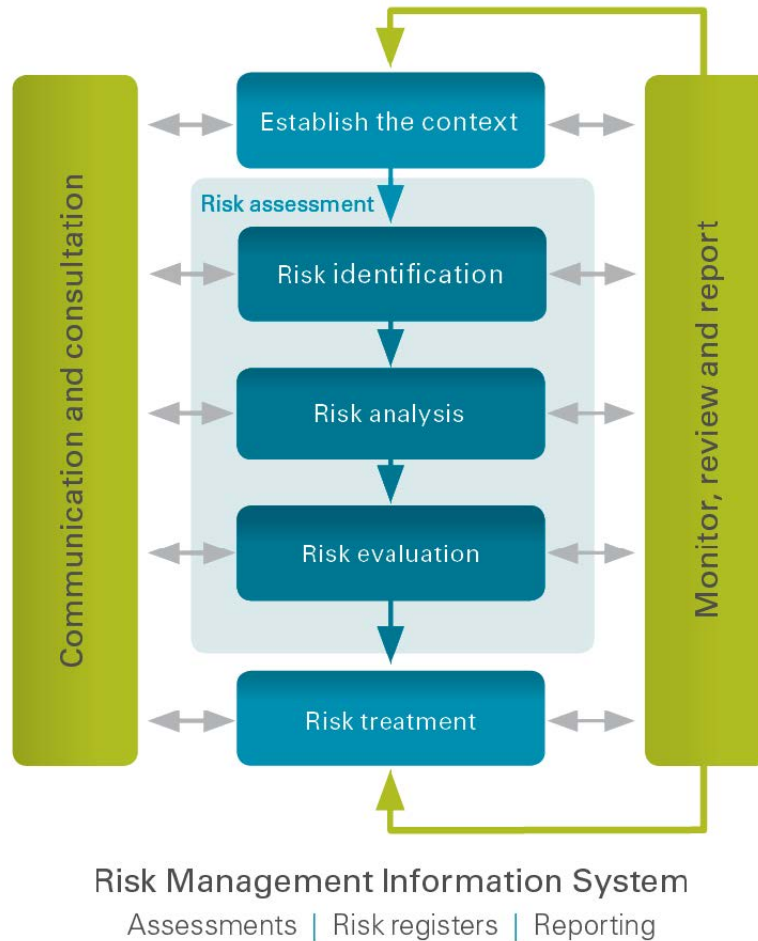 Establish the context
Risk assessment
Risk identification
Risk analysis
Risk evaluation
Risk treatment
Communication and consultation
Monitor, review and report
Risk Management Information System
Assessments | Risk registers | Reporting